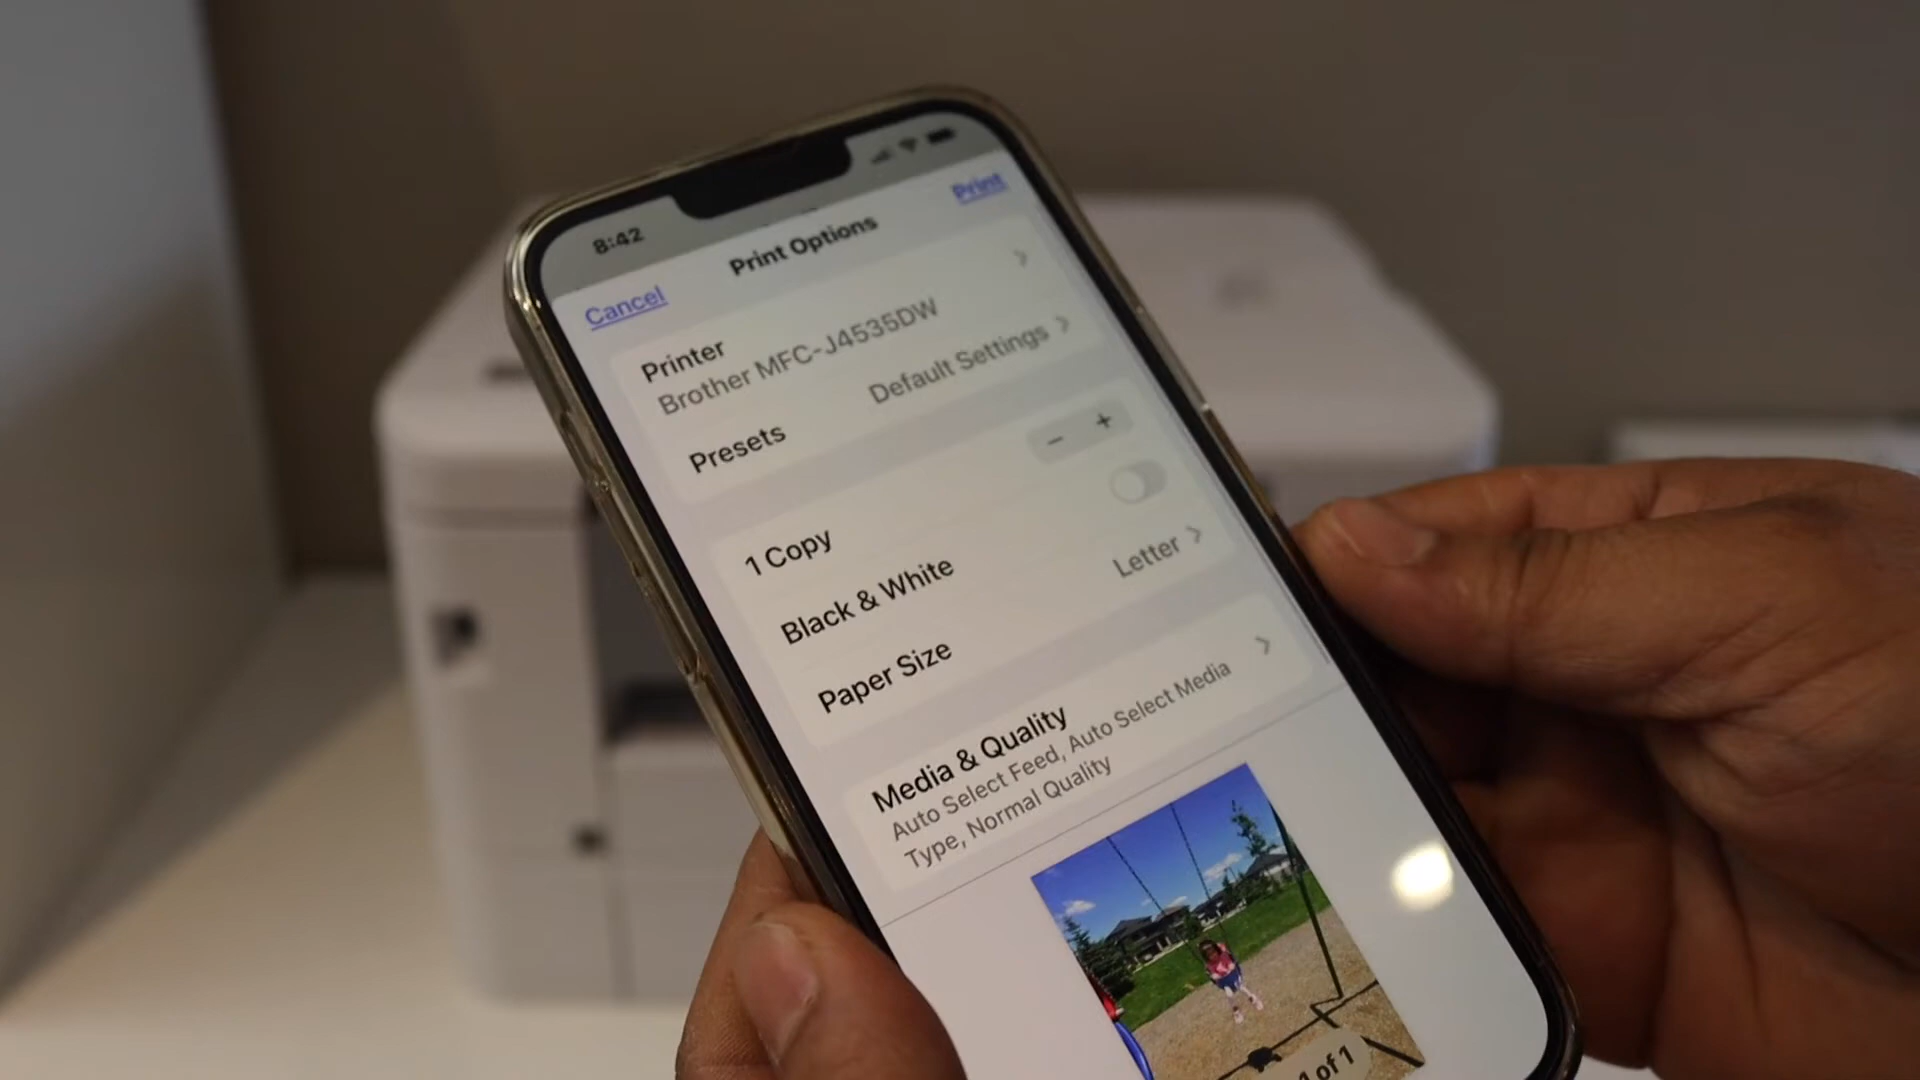 8:42
Cancel
Print Options
Print
Printer
Brother MFC-J4535DW
Presets
Default Settings
1 Copy
Black & White
Paper Size
Letter
Media & Quality
Auto Select Feed, Auto Select Media
Type, Normal Quality
1 of 1